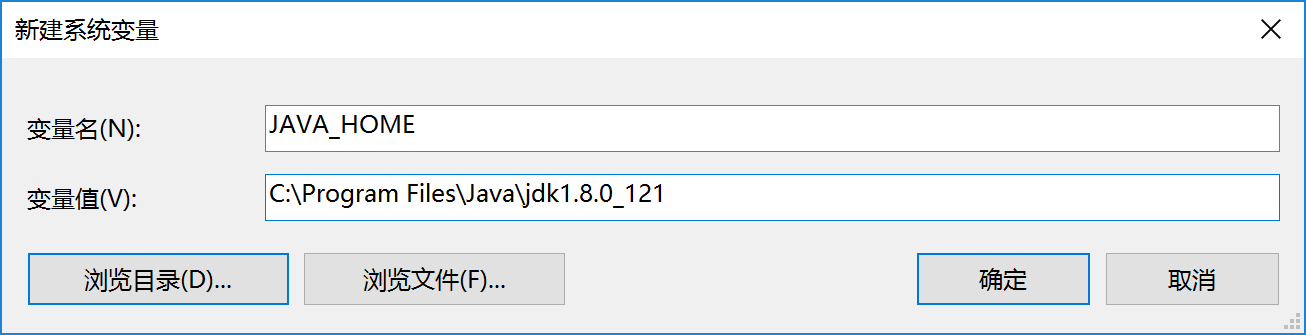 新建系统变量
变量名(N): JAVA_HOME
变量值(V): C:\Program Files\Java\jdk1.8.0_121
浏览目录(D)... 浏览文件(F)... 确定 取消